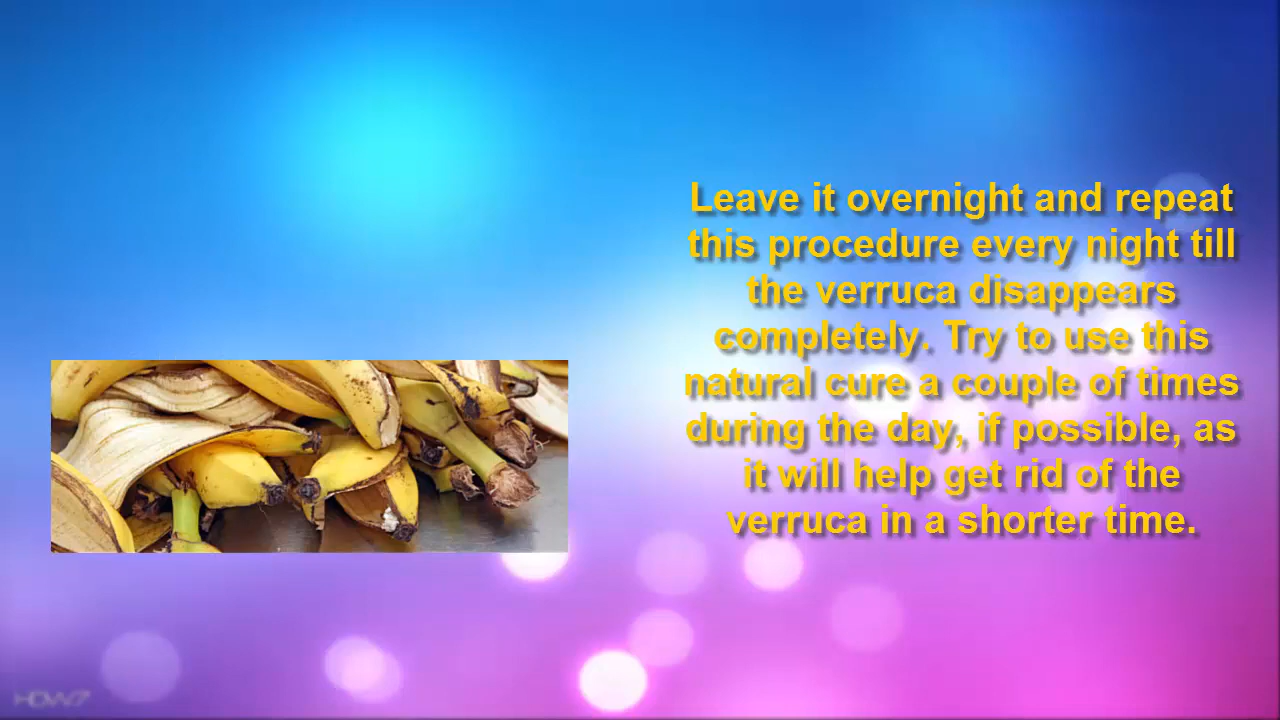 Leave it overnight and repeat
this procedure every night till
the verruca disappears
completely. Try to use this
natural cure a couple of times
during the day, if possible, as
it will help get rid of the
verruca in a shorter time.